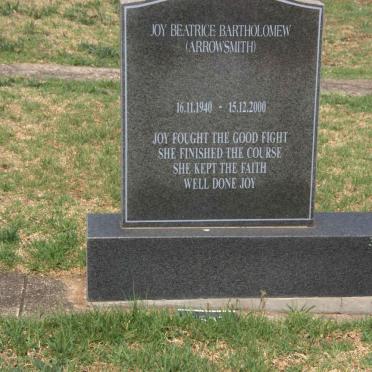 JOY BEATRICE BARTHOLOMEW
(ARROWSMITH)
16.11.1940 - 15.12.2000
JOY FOUGHT THE GOOD FIGHT
SHE FINISHED THE COURSE
SHE KEPT THE FAITH
WELL DONE JOY